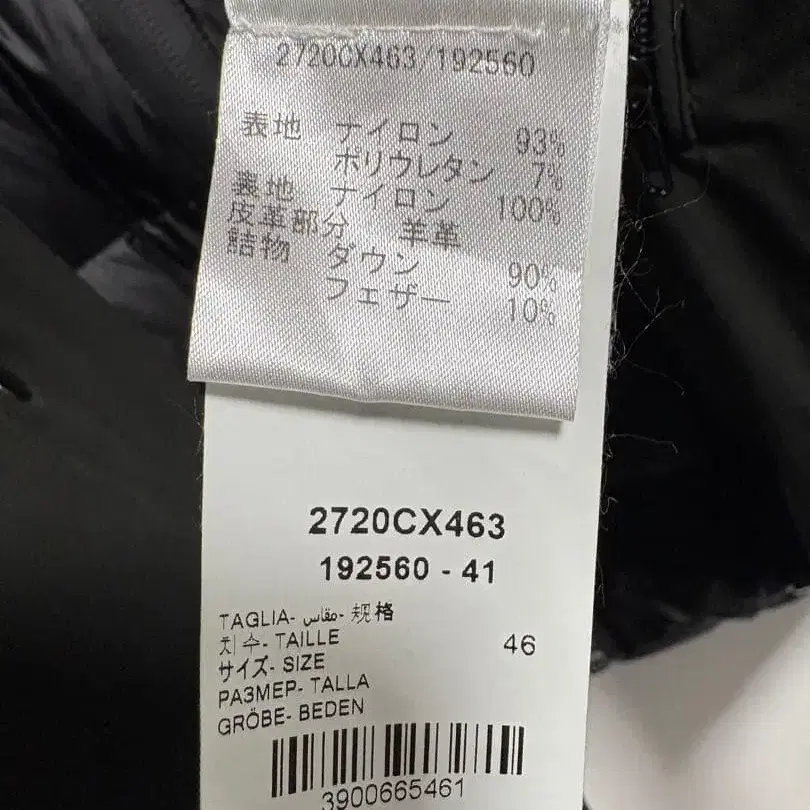 2720CX463/192560
表地 ナイロン 93%
ポリウレタン 7%
裏地 ナイロン 100%
皮革部分 羊革
詰物 ダウン 90%
フェザー 10%
2720CX463
192560 - 41
TAGLIA- مقاس- 规格
치수- TAILLE
サイズ- SIZE 46
РАЗМЕР- TALLA
GRÖBE- BEDEN
3900665461